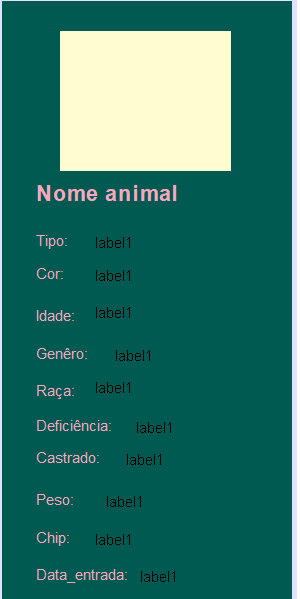 Nome animal
Tipo: label1
Cor: label1
Idade: label1
Genêro: label1
Raça: label1
Deficiência: label1
Castrado: label1
Peso: label1
Chip: label1
Data_entrada: label1